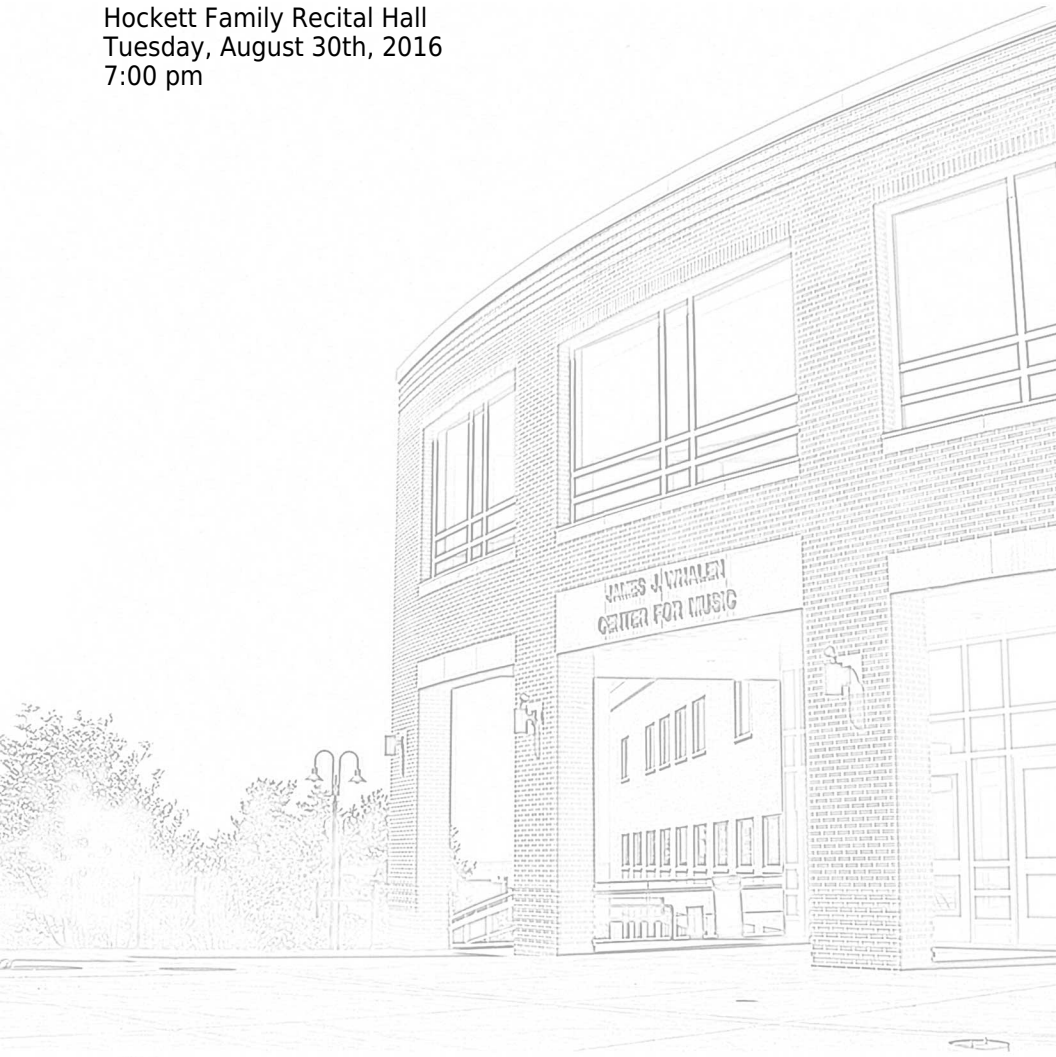 Hockett Family Recital Hall
Tuesday, August 30th, 2016
7:00 pm
JAMES J. WHALEN
CENTER FOR MUSIC